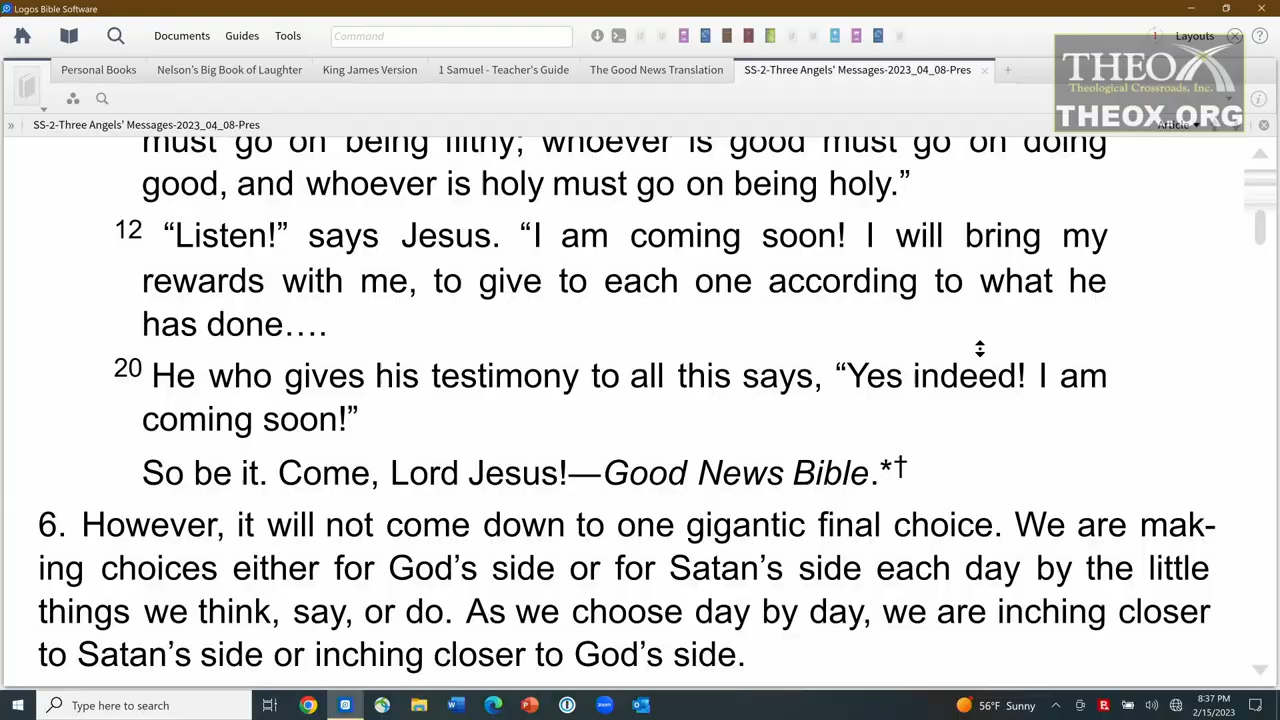 Logos Bible Software
Documents Guides Tools Command Layouts
THEOX
Theological Crossroads, Inc.
THEOX.ORG
Personal Books Nelson's Big Book of Laughter King James Version 1 Samuel - Teacher's Guide The Good News Translation SS-2-Three Angels' Messages-2023_04_08-Pres
SS-2-Three Angels' Messages-2023_04_08-Pres Article
must go on being filthy; whoever is good must go on doing
good, and whoever is holy must go on being holy.”
12 “Listen!” says Jesus. “I am coming soon! I will bring my
rewards with me, to give to each one according to what he
has done….
20 He who gives his testimony to all this says, “Yes indeed! I am
coming soon!”
So be it. Come, Lord Jesus!—Good News Bible.*†
6. However, it will not come down to one gigantic final choice. We are mak-
ing choices either for God’s side or for Satan’s side each day by the little
things we think, say, or do. As we choose day by day, we are inching closer
to Satan’s side or inching closer to God’s side.
Type here to search 56°F Sunny 8:37 PM
2/15/2023